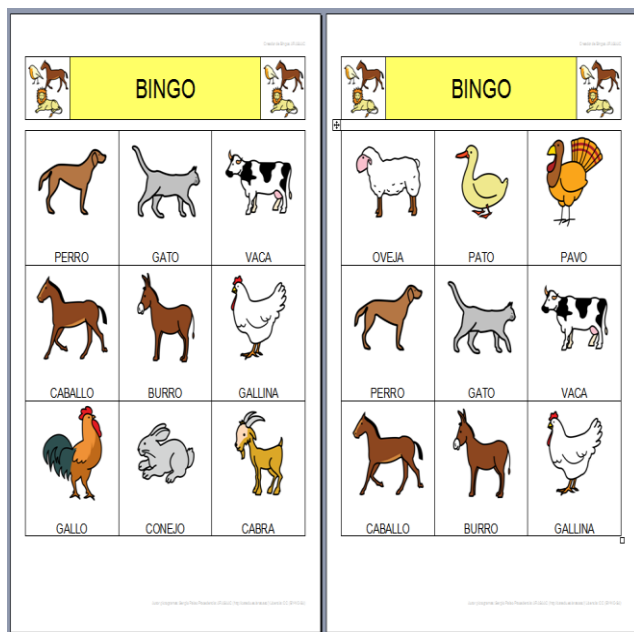 BINGO
PERRO GATO VACA
CABALLO BURRO GALLINA
GALLO CONEJO CABRA
BINGO
OVEJA PATO PAVO
PERRO GATO VACA
CABALLO BURRO GALLINA